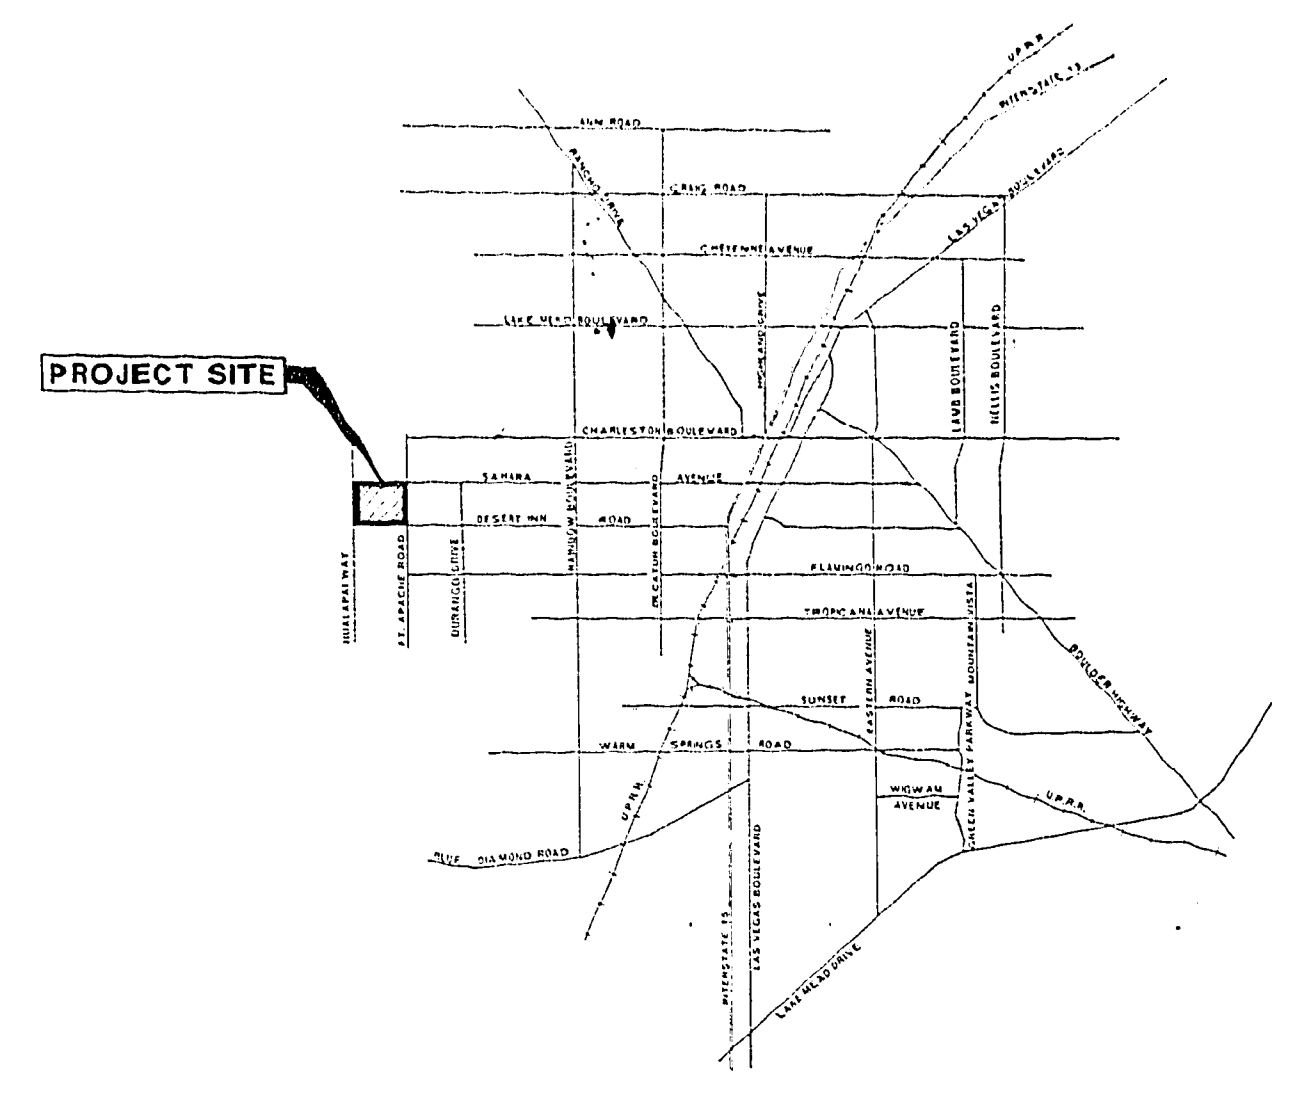 U.P.R.R.
INTERSTATE 15
ANN ROAD
RANCHO DRIVE
CRAIG ROAD
LAS VEGAS BOULEVARD
CHEYENNE AVENUE
LAKE MEAD BOULEVARD
HIGHLAND DRIVE
LAMB BOULEVARD
NELLIS BOULEVARD
PROJECT SITE
CHARLESTON BOULEVARD
SAHARA AVENUE
RAINBOW BOULEVARD
DECATUR BOULEVARD
DESERT INN ROAD
HUALAPAI WAY
FT. APACHE ROAD
DURANGO DRIVE
FLAMINGO ROAD
TROPICANA AVENUE
EASTERN AVENUE
MOUNTAIN VISTA
BOULDER HIGHWAY
SUNSET ROAD
WARM SPRINGS ROAD
GREEN VALLEY PARKWAY
U.P.R.R.
WIGWAM
AVENUE
U.P.R.R.
BLUE DIAMOND ROAD
INTERSTATE 15
LAS VEGAS BOULEVARD
LAKE MEAD DRIVE